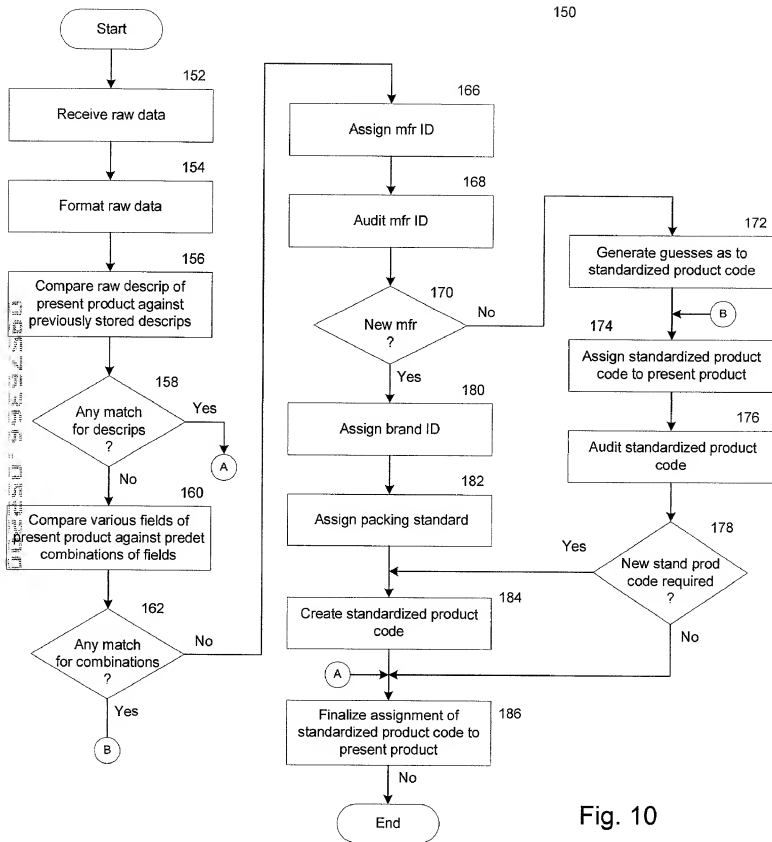 150
Start
152
Receive raw data
154
Format raw data
156
Compare raw descrip of
present product against
previously stored descrips
158
Any match
for descrips
?
Yes
A
No
160
Compare various fields of
present product against predet
combinations of fields
162
Any match
for combinations
?
No
Yes
B
166
Assign mfr ID
168
Audit mfr ID
170
New mfr
?
No
Yes
180
Assign brand ID
182
Assign packing standard
184
Create standardized product
code
A
186
Finalize assignment of
standardized product code to
present product
No
End
172
Generate guesses as to
standardized product code
B
174
Assign standardized
product code to present product
176
Audit standardized product
code
178
New stand prod
code required
?
Yes
No
Fig. 10